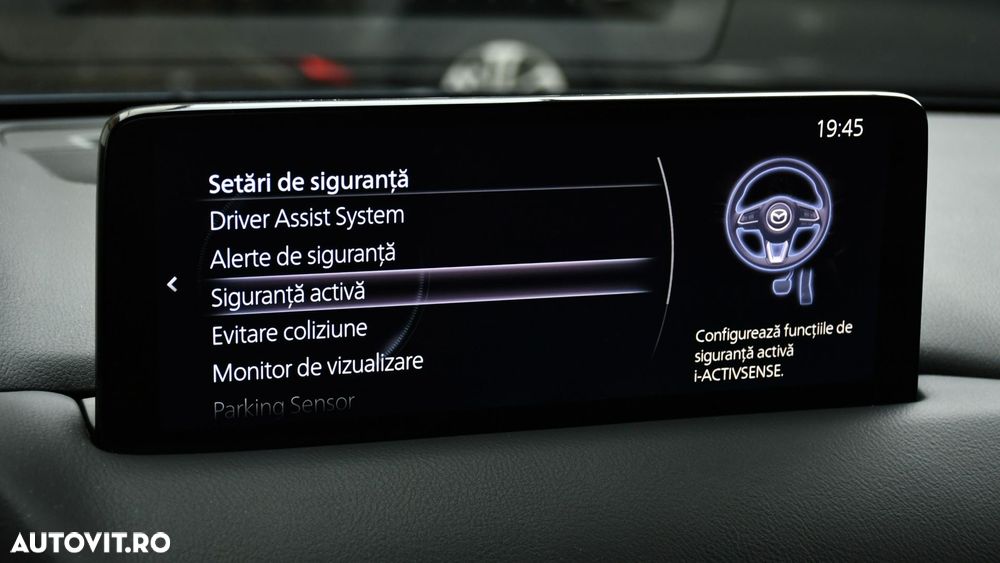 19:45
Setări de siguranță
Driver Assist System
Alerte de siguranță
Siguranță activă
Evitare coliziune
Monitor de vizualizare
Parking Sensor
Configurează funcțiile de
siguranță activă
i-ACTIVSENSE.
AUTOVIT.RO